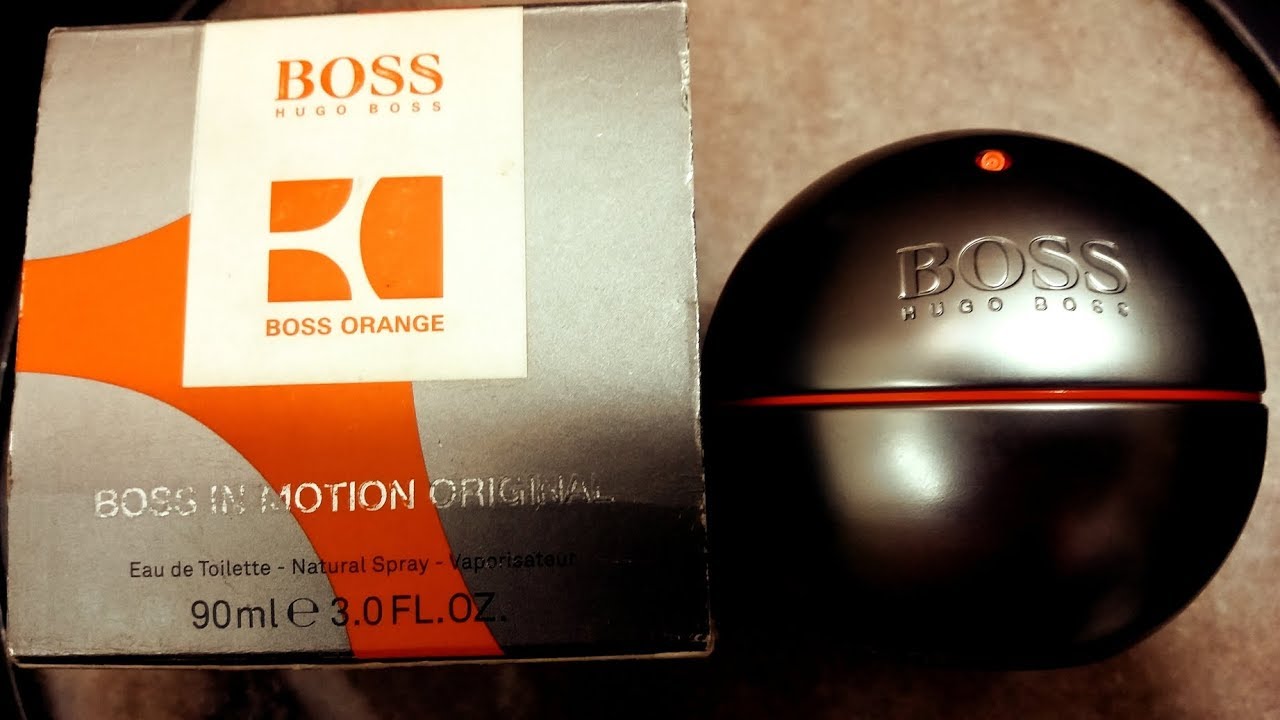 BOSS
HUGO BOSS
BOSS ORANGE
BOSS IN MOTION ORIGINAL
Eau de Toilette - Natural Spray - Vaporisateur
90ml ℮ 3.0 FL.OZ.
BOSS
HUGO BOSS